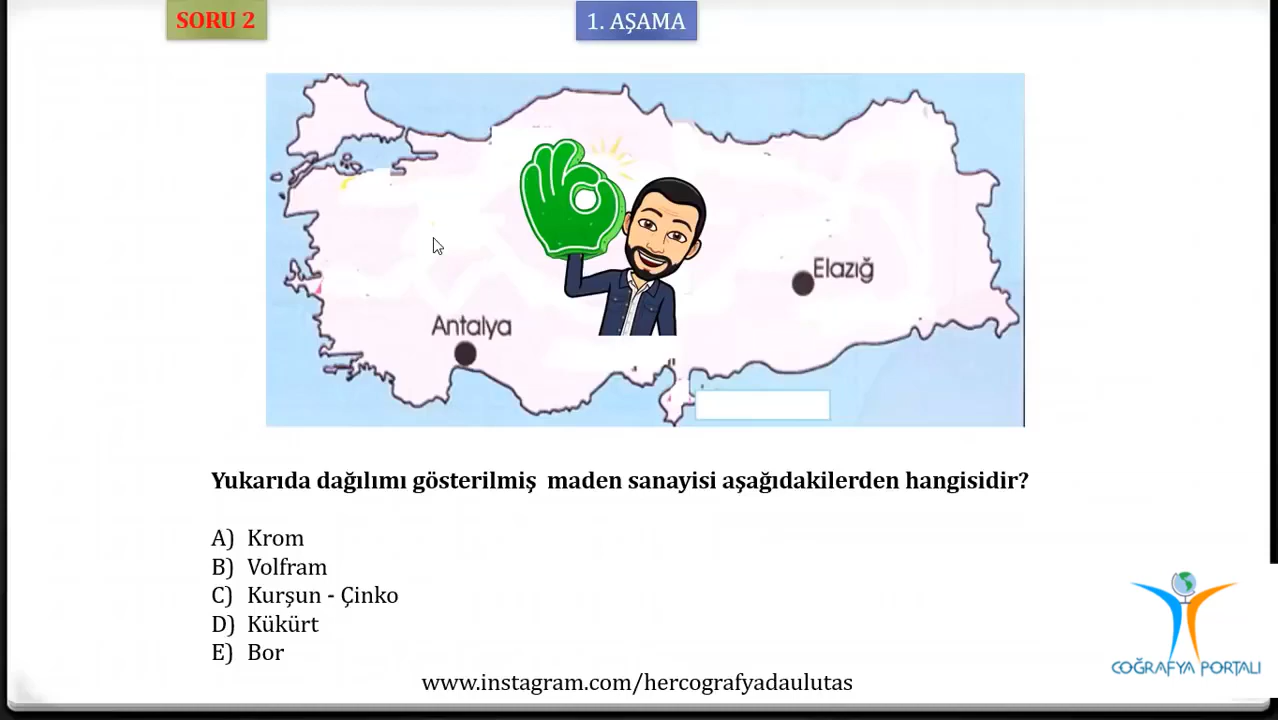 SORU 2
1. AŞAMA
Elazığ
Antalya
Yukarıda dağılımı gösterilmiş maden sanayisi aşağıdakilerden hangisidir?
A) Krom
B) Volfram
C) Kurşun - Çinko
D) Kükürt
E) Bor
COĞRAFYA PORTALI
www.instagram.com/hercografyadaulutas